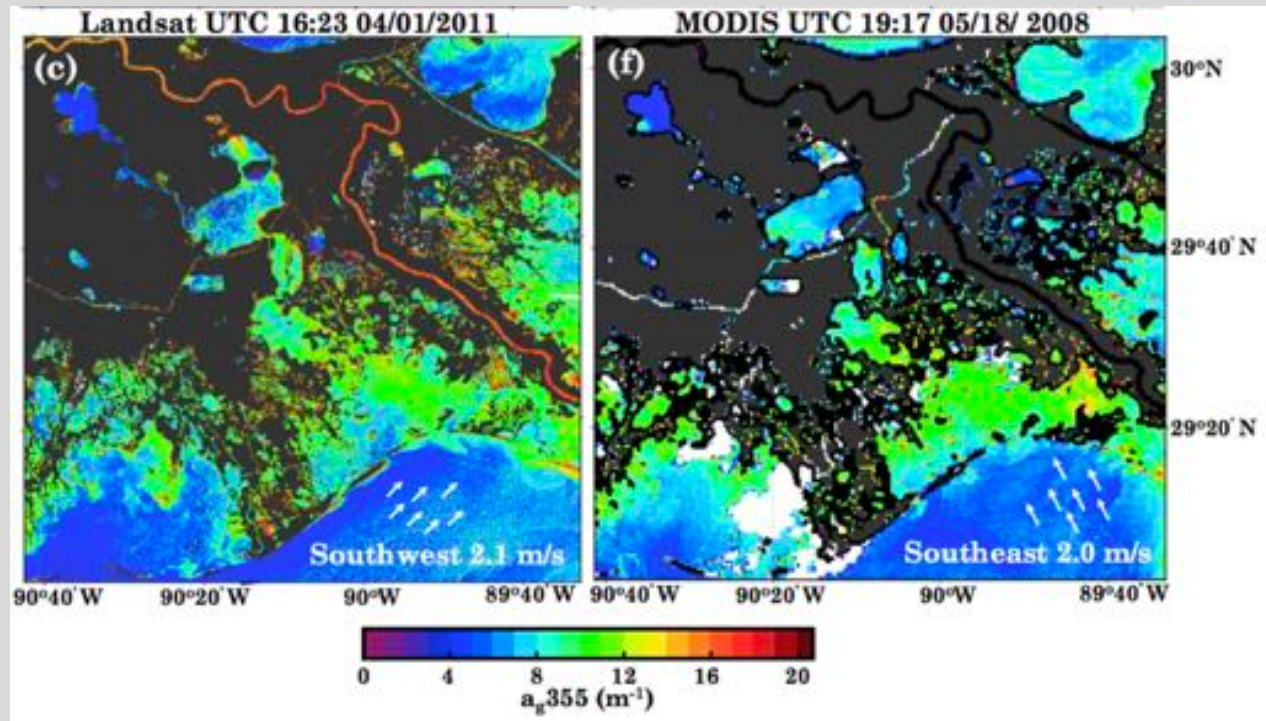 Landsat UTC 16:23 04/01/2011
MODIS UTC 19:17 05/18/ 2008
(c)
(f)
30°N
29°40' N
29°20' N
Southwest 2.1 m/s
Southeast 2.0 m/s
90°40'W 90°20'W 90°W 89°40'W
90°40'W 90°20'W 90°W 89°40'W
0 4 8 12 16 20
a_g355 (m⁻¹)